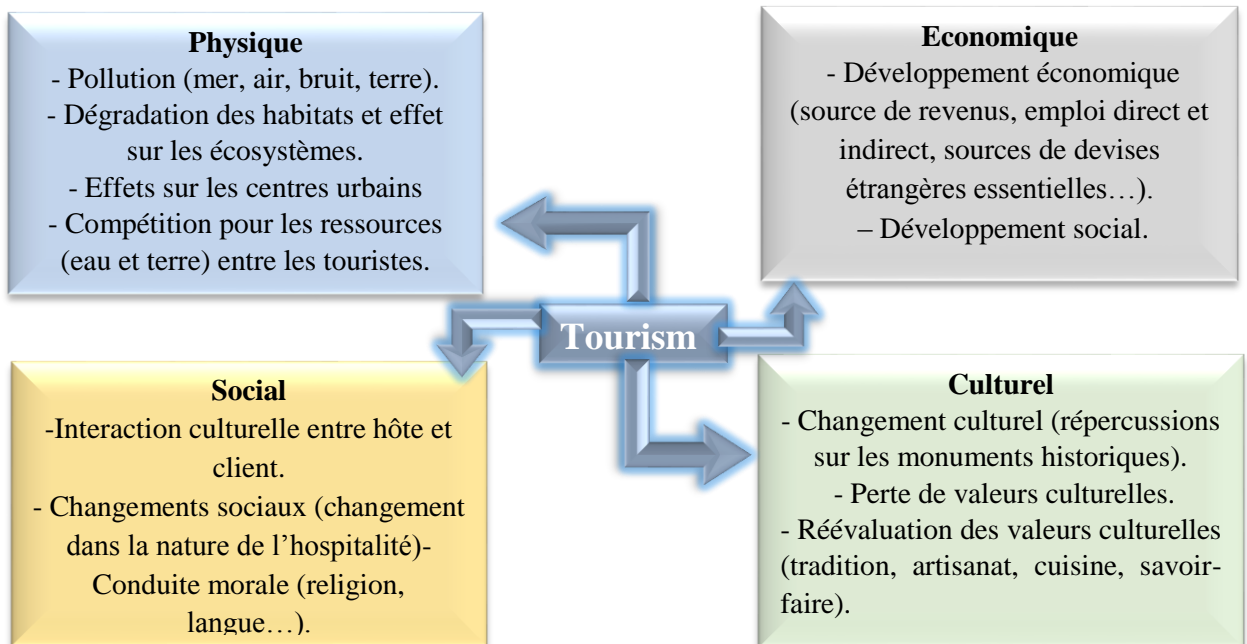 Physique
- Pollution (mer, air, bruit, terre).
- Dégradation des habitats et effet
sur les écosystèmes.
- Effets sur les centres urbains
- Compétition pour les ressources
(eau et terre) entre les touristes.
Economique
- Développement économique
(source de revenus, emploi direct et
indirect, sources de devises
étrangères essentielles…).
– Développement social.
Tourism
Social
-Interaction culturelle entre hôte et
client.
- Changements sociaux (changement
dans la nature de l’hospitalité)-
Conduite morale (religion,
langue…).
Culturel
- Changement culturel (répercussions
sur les monuments historiques).
- Perte de valeurs culturelles.
- Réévaluation des valeurs culturelles
(tradition, artisanat, cuisine, savoir-
faire).